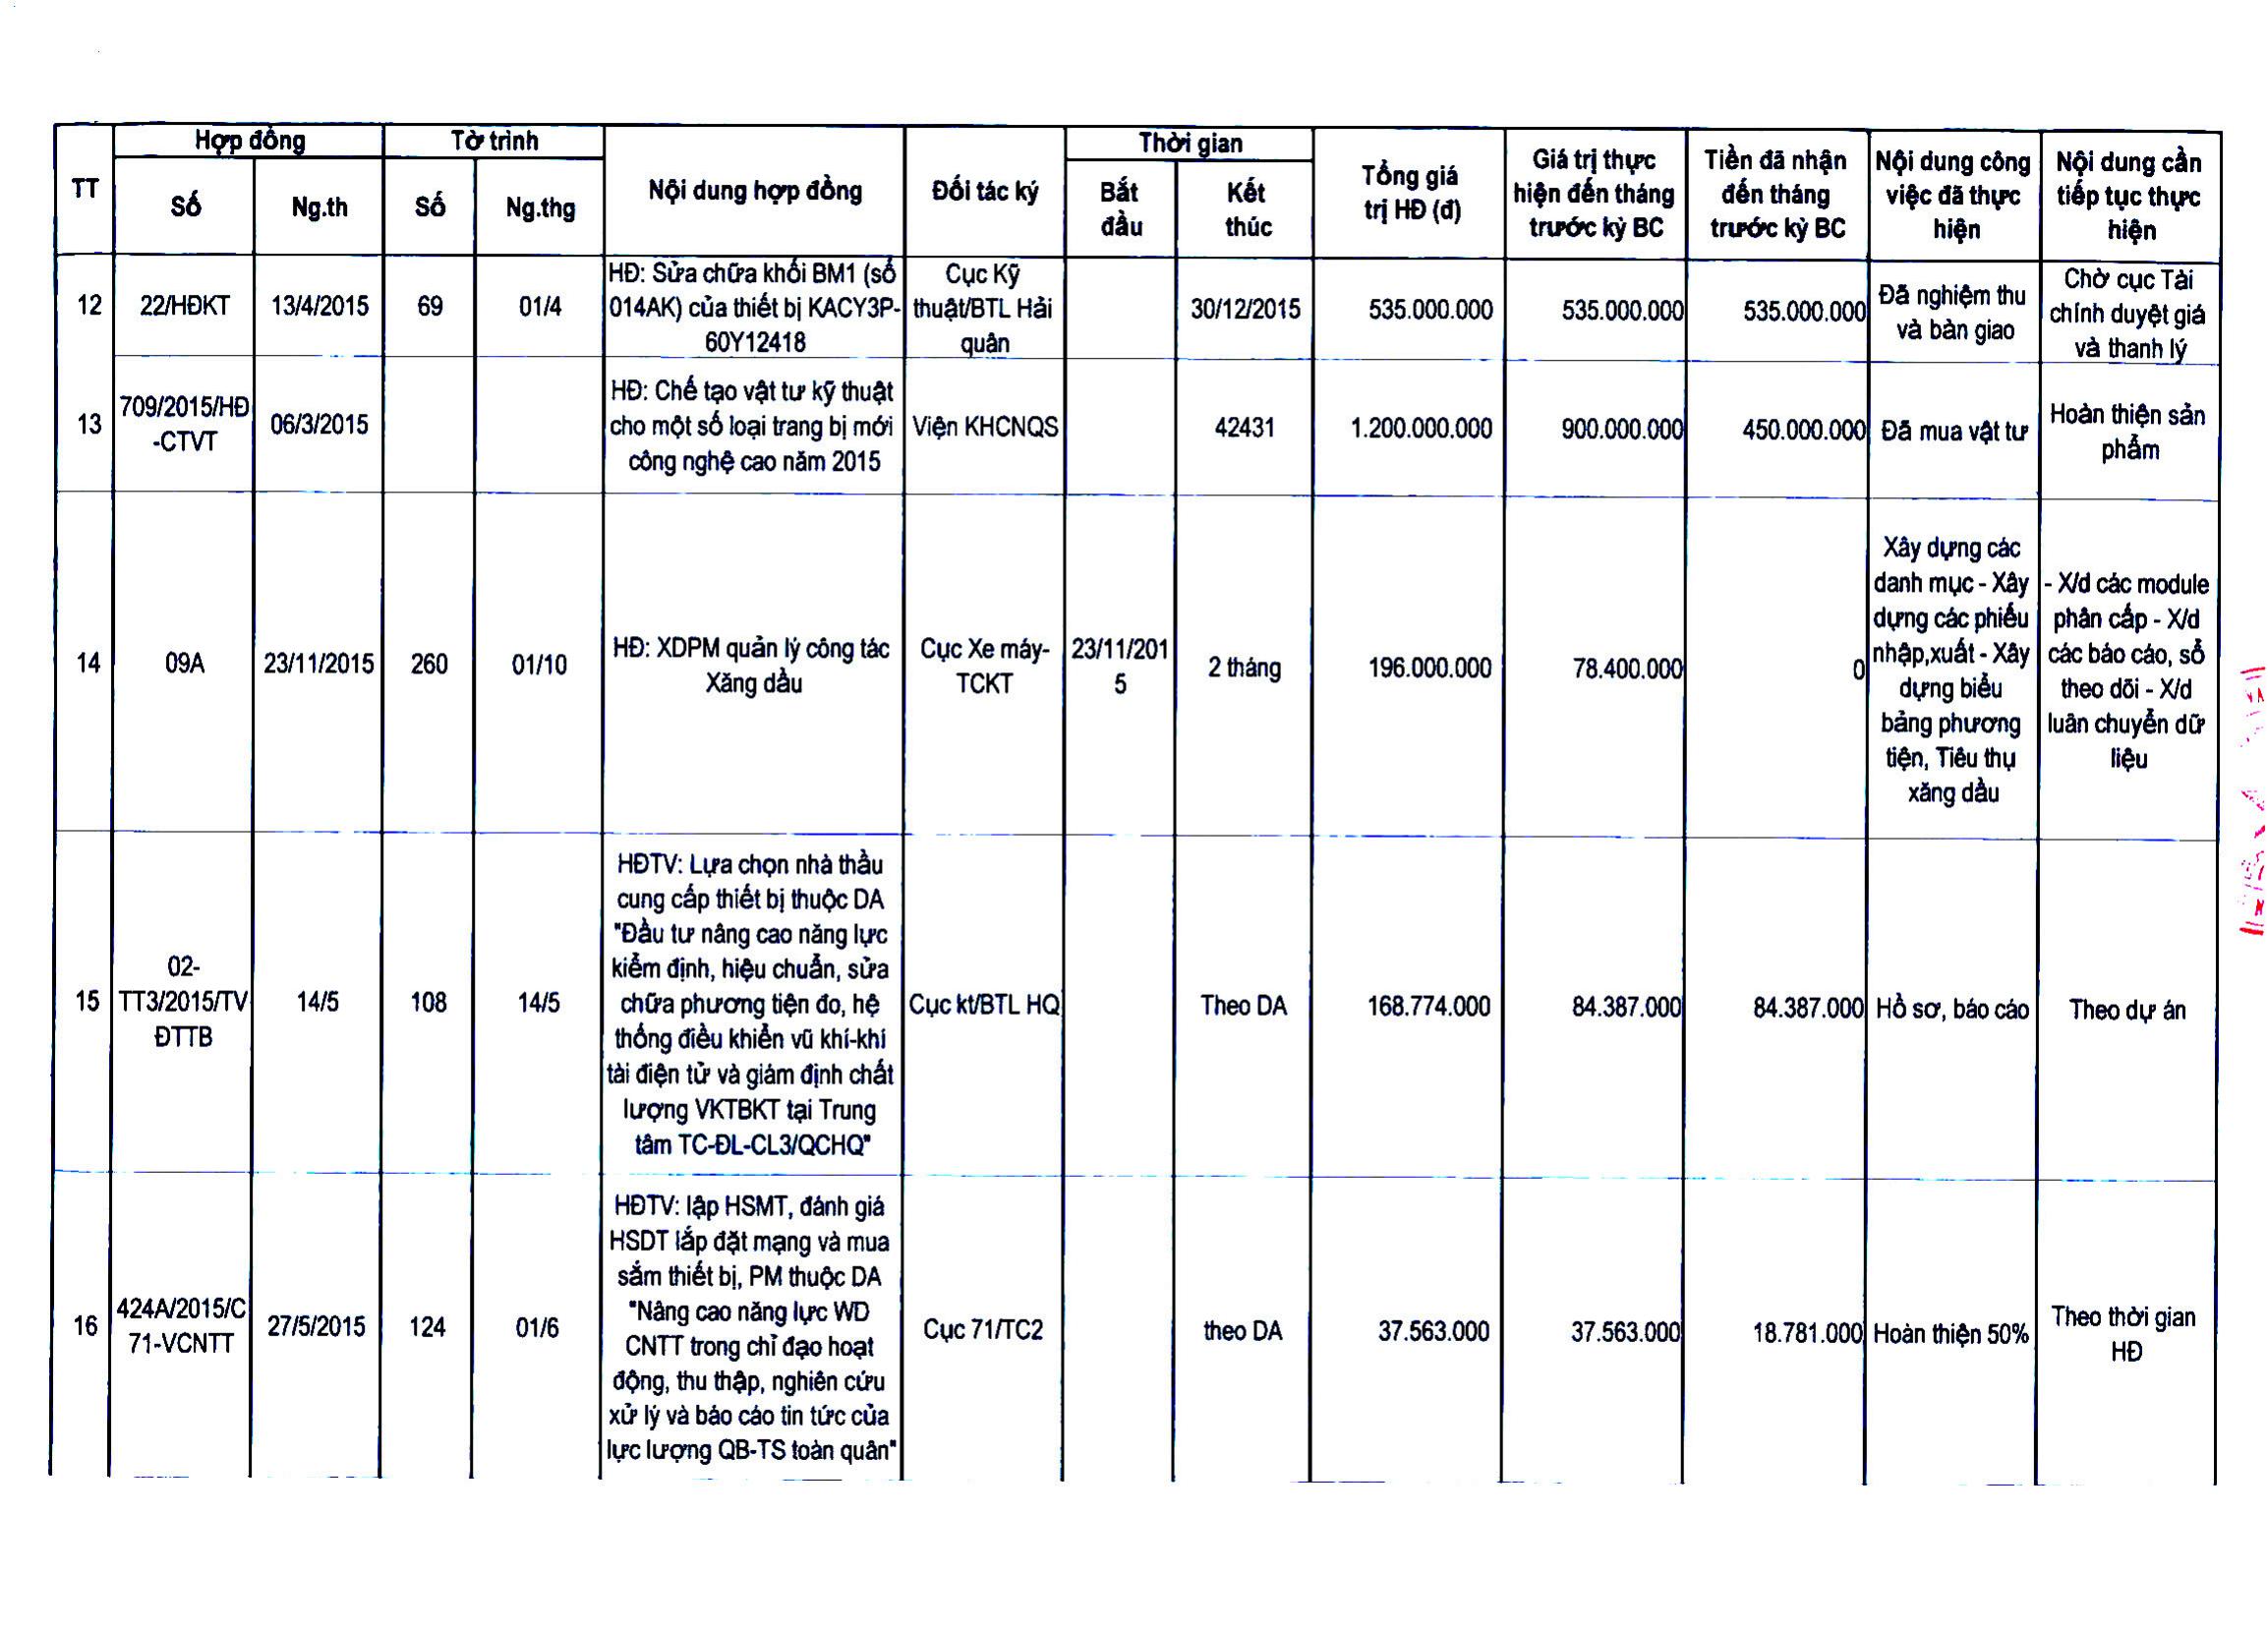 TT
Hợp đồng
Tờ trình
Nội dung hợp đồng
Đối tác ký
Thời gian
Tổng giá
trị HĐ (đ)
Giá trị thực
hiện đến tháng
trước kỳ BC
Tiền đã nhận
đến tháng
trước kỳ BC
Nội dung công
việc đã thực
hiện
Nội dung cần
tiếp tục thực
hiện
Số
Ng.th
Số
Ng.thg
Bắt
đầu
Kết
thúc
12
22/HĐKT
13/4/2015
69
01/4
HĐ: Sửa chữa khối BM1 (số
014AK) của thiết bị KACY3P-
60Y12418
Cục Kỹ
thuật/BTL Hải
quân
30/12/2015
535.000.000
535.000.000
535.000.000
Đã nghiệm thu
và bàn giao
Chờ cục Tài
chính duyệt giá
và thanh lý
13
709/2015/HĐ
-CTVT
06/3/2015
HĐ: Chế tạo vật tư kỹ thuật
cho một số loại trang bị mới
công nghệ cao năm 2015
Viện KHCNQS
42431
1.200.000.000
900.000.000
450.000.000
Đã mua vật tư
Hoàn thiện sản
phẩm
14
09A
23/11/2015
260
01/10
HĐ: XDPM quản lý công tác
Xăng dầu
Cục Xe máy-
TCKT
23/11/201
5
2 tháng
196.000.000
78.400.000
0
Xây dựng các
danh mục - Xây
dựng các phiếu
nhập,xuất - Xây
dựng biểu
bảng phương
tiện, Tiêu thụ
xăng dầu
- X/d các module
phân cấp - X/d
các báo cáo, sổ
theo dõi - X/d
luân chuyển dữ
liệu
15
02-
TT3/2015/TV
ĐTTB
14/5
108
14/5
HĐTV: Lựa chọn nhà thầu
cung cấp thiết bị thuộc DA
"Đầu tư nâng cao năng lực
kiểm định, hiệu chuẩn, sửa
chữa phương tiện đo, hệ
thống điều khiển vũ khí-khí
tài điện tử và giám định chất
lượng VKTBKT tại Trung
tâm TC-ĐL-CL3/QCHQ"
Cục kt/BTL HQ
Theo DA
168.774.000
84.387.000
84.387.000
Hồ sơ, báo cáo
Theo dự án
16
424A/2015/C
71-VCNTT
27/5/2015
124
01/6
HĐTV: lập HSMT, đánh giá
HSDT lắp đặt mạng và mua
sắm thiết bị, PM thuộc DA
"Nâng cao năng lực WD
CNTT trong chỉ đạo hoạt
động, thu thập, nghiên cứu
xử lý và báo cáo tin tức của
lực lượng QB-TS toàn quân"
Cục 71/TC2
theo DA
37.563.000
37.563.000
18.781.000
Hoàn thiện 50%
Theo thời gian
HĐ